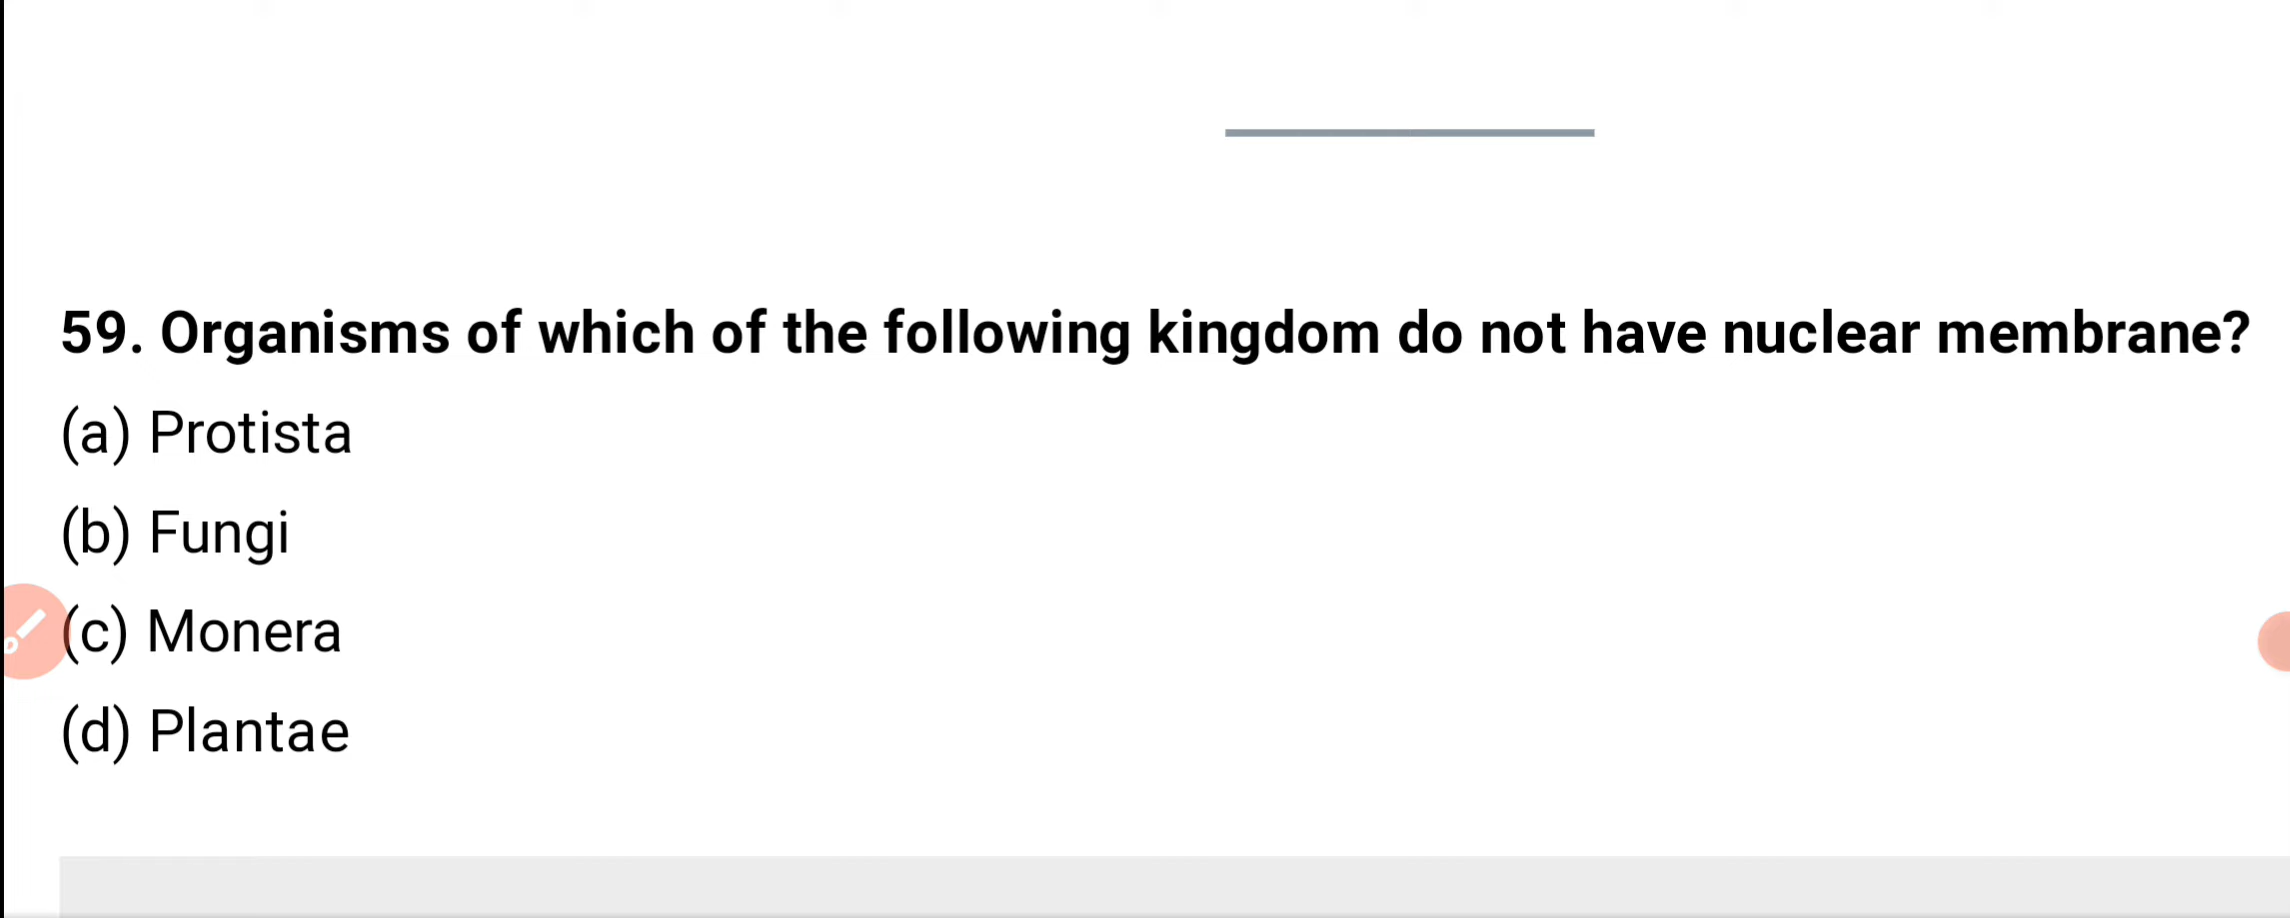 59. Organisms of which of the following kingdom do not have nuclear membrane?
(a) Protista
(b) Fungi
(c) Monera
(d) Plantae